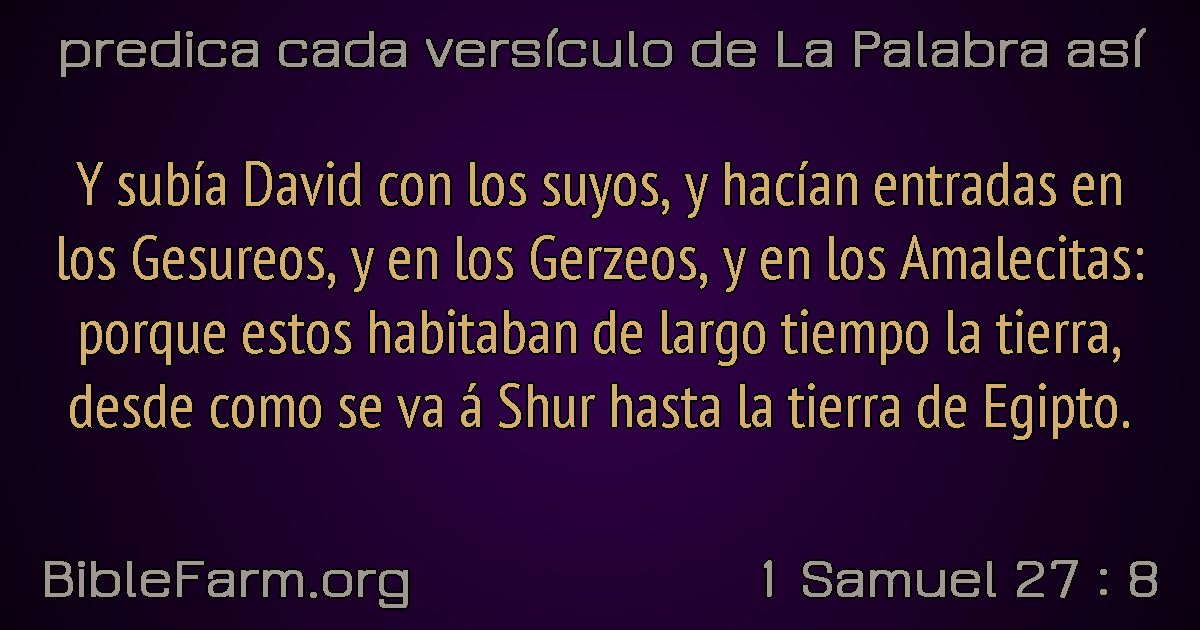 predica cada versículo de La Palabra así
Y subía David con los suyos, y hacían entradas en
los Gesureos, y en los Gerzeos, y en los Amalecitas:
porque estos habitaban de largo tiempo la tierra,
desde como se va á Shur hasta la tierra de Egipto.
BibleFarm.org
1 Samuel 27 : 8